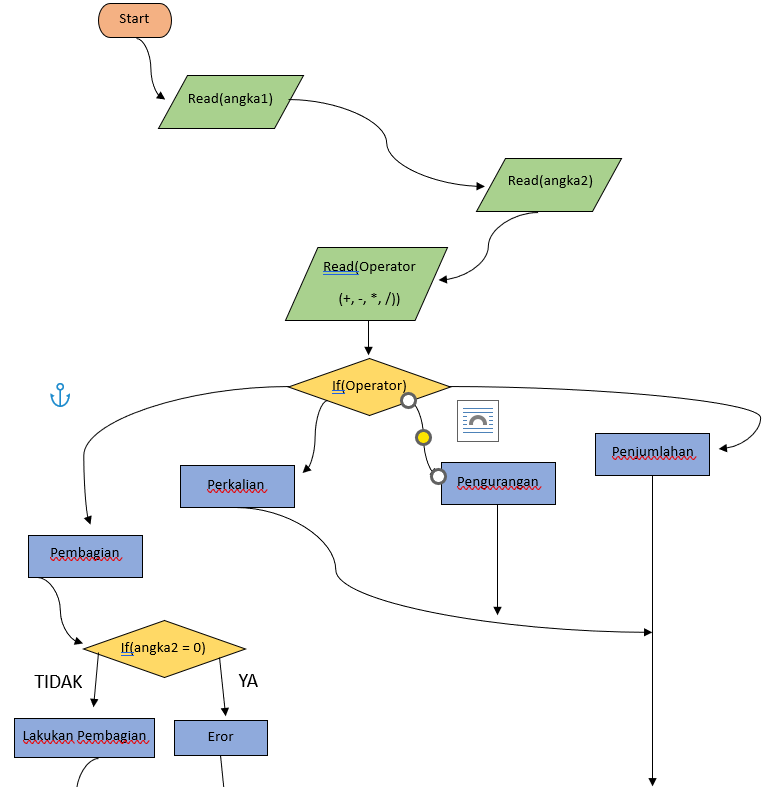 Start
Read(angka1)
Read(angka2)
Read(Operator
(+, -, *, /))
If(Operator)
Penjumlahan
Perkalian
Pengurangan
Pembagian
If(angka2 = 0)
TIDAK
YA
Lakukan Pembagian
Eror